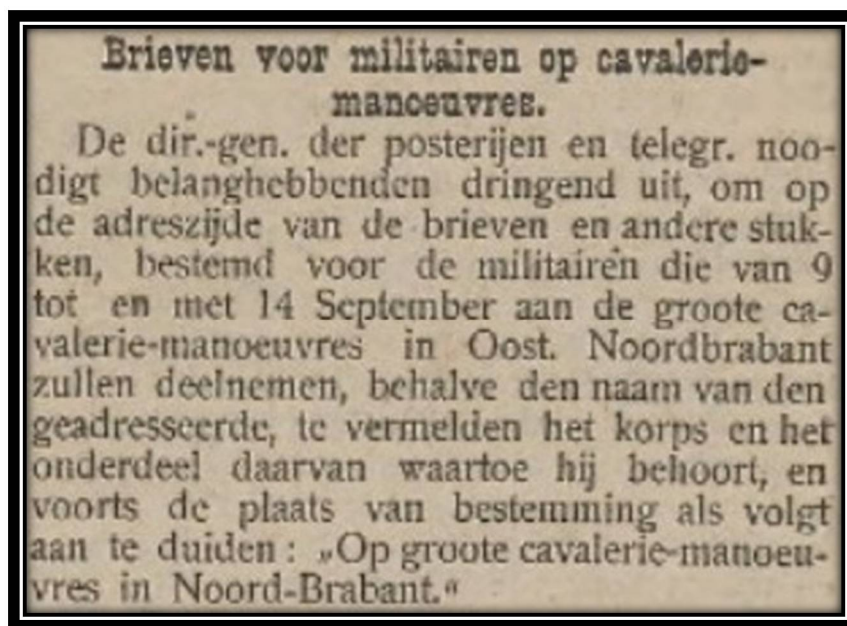 Brieven voor militairen op cavalerie-
manoeuvres.
De dir.-gen. der posterijen en telegr. noo-
digt belanghebbenden dringend uit, om op
de adreszijde van de brieven en andere stuk-
ken, bestemd voor de militairen die van 9
tot en met 14 September aan de groote ca-
valerie-manoeuvres in Oost. Noordbrabant
zullen deelnemen, behalve den naam van den
geadresseerde, te vermelden het korps en het
onderdeel daarvan waartoe hij behoort, en
voorts de plaats van bestemming als volgt
aan te duiden: „Op groote cavalerie-manoeu-
vres in Noord-Brabant.“